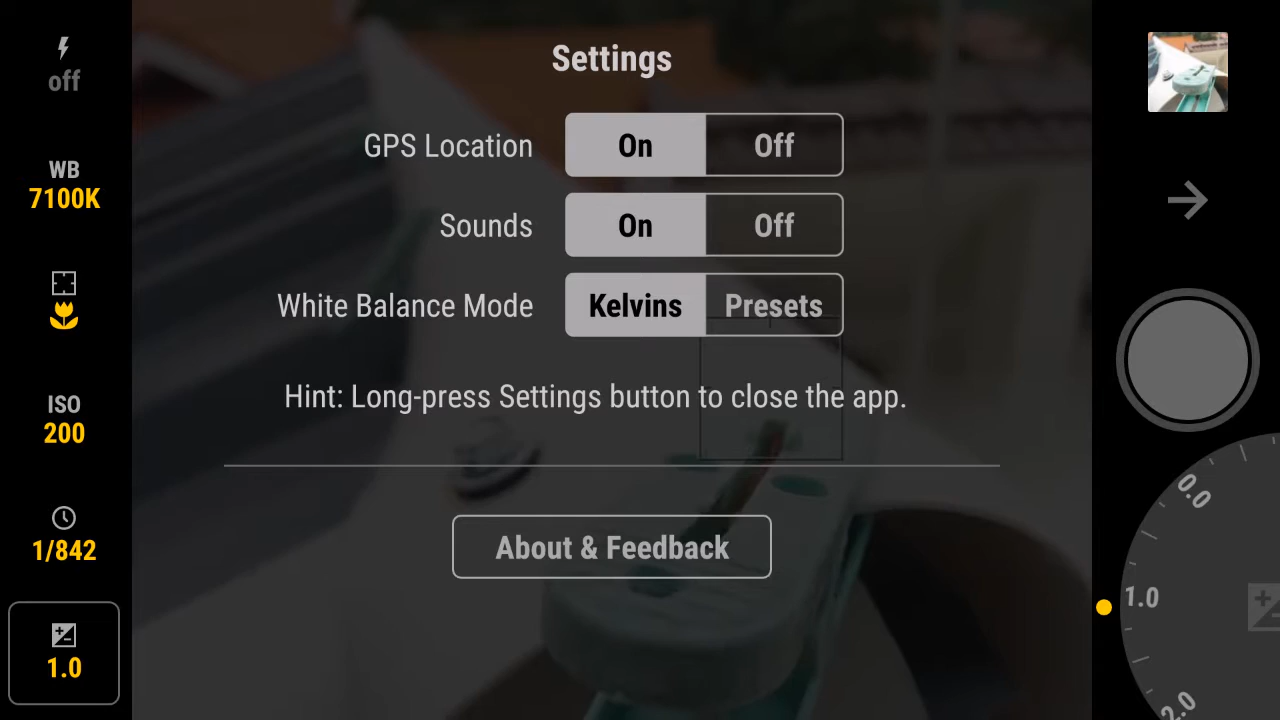 off
WB
7100K
ISO
200
1/842
1.0
Settings
GPS Location On Off
Sounds On Off
White Balance Mode Kelvins Presets
Hint: Long-press Settings button to close the app.
About & Feedback
0.0
1.0
2.0